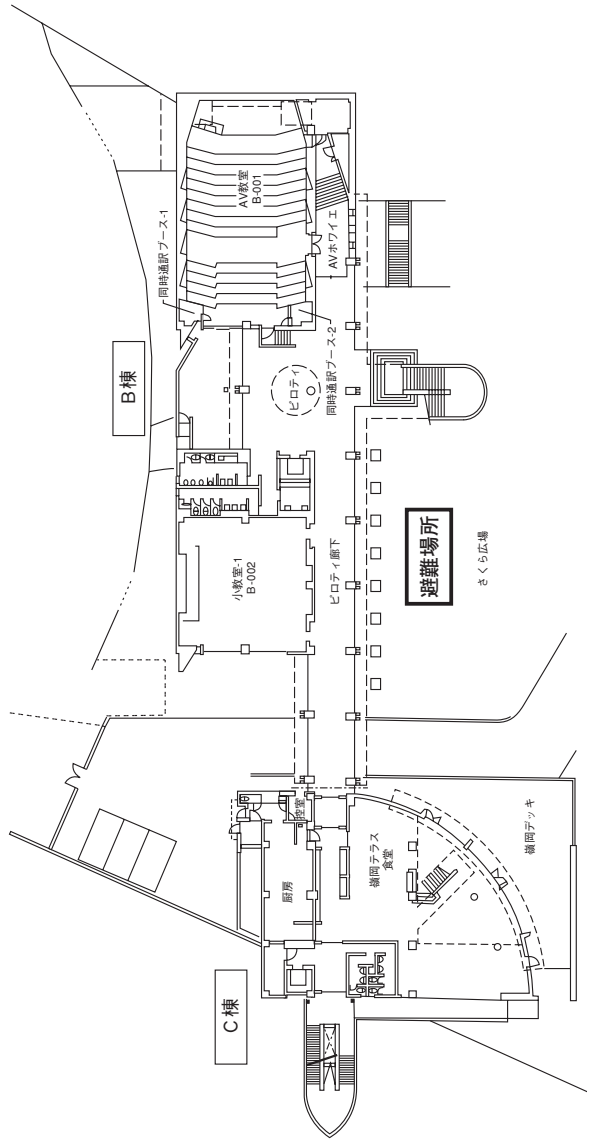 B棟
同時通訳ブース-1
AV教室
B-001
AVホワイエ
同時通訳ブース-2
ピロティ
小教室-1
B-002
ピロティ廊下
避難場所
さくら広場
C棟
控室
厨房
嶺岡テラス
食堂
嶺岡デッキ